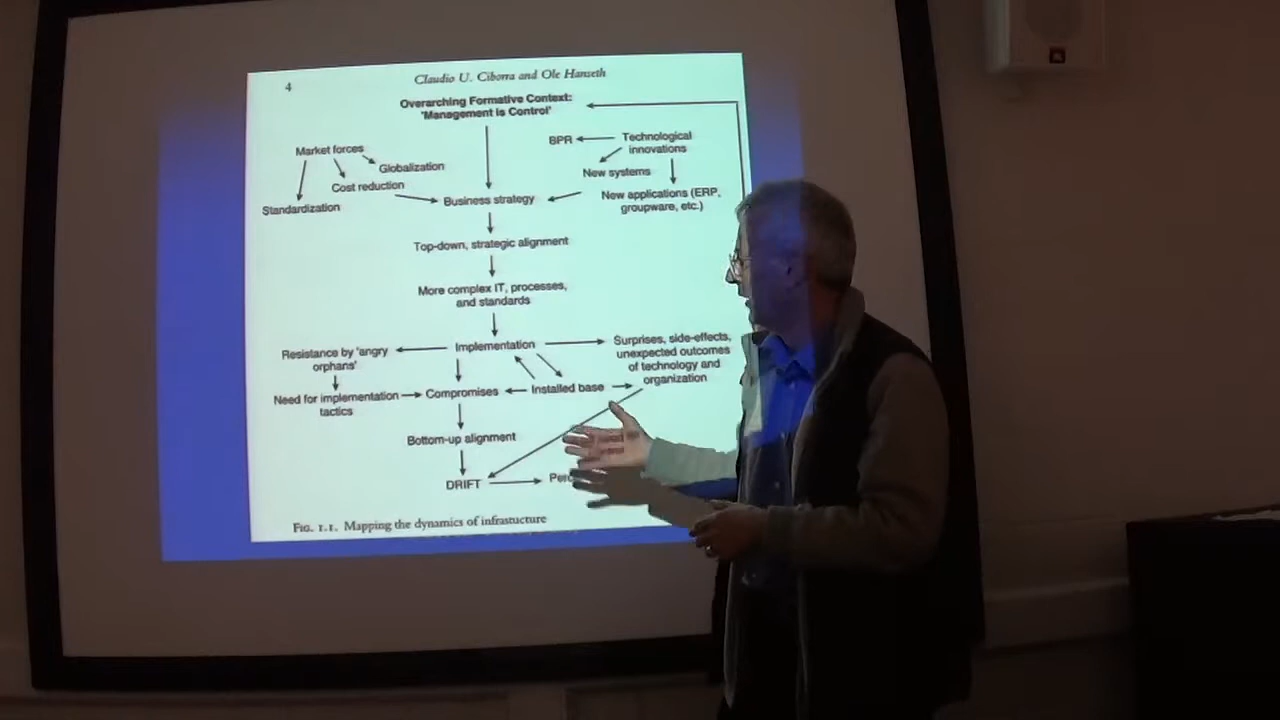 4
Claudio U. Ciborra and Ole Hanseth
Overarching Formative Context:
'Management is Control'
Market forces
Globalization
Cost reduction
Standardization
BPR
Technological
innovations
New systems
New applications (ERP,
groupware, etc.)
Business strategy
Top-down, strategic alignment
More complex IT, processes,
and standards
Resistance by 'angry
orphans'
Implementation
Surprises, side-effects,
unexpected outcomes
of technology and
organization
Need for implementation
tactics
Compromises
Installed base
Bottom-up alignment
DRIFT
FIG. 1.1. Mapping the dynamics of infrastucture